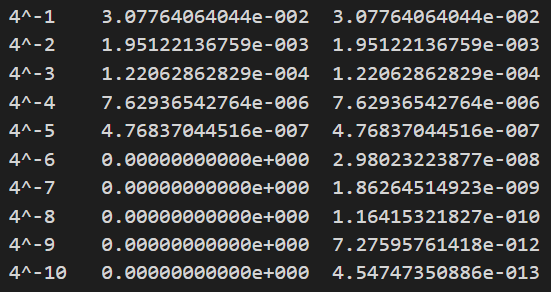 4^-1 3.07764064044e-002 3.07764064044e-002
4^-2 1.95122136759e-003 1.95122136759e-003
4^-3 1.22062862829e-004 1.22062862829e-004
4^-4 7.62936542764e-006 7.62936542764e-006
4^-5 4.76837044516e-007 4.76837044516e-007
4^-6 0.00000000000e+000 2.98023223877e-008
4^-7 0.00000000000e+000 1.86264514923e-009
4^-8 0.00000000000e+000 1.16415321827e-010
4^-9 0.00000000000e+000 7.27595761418e-012
4^-10 0.00000000000e+000 4.54747350886e-013